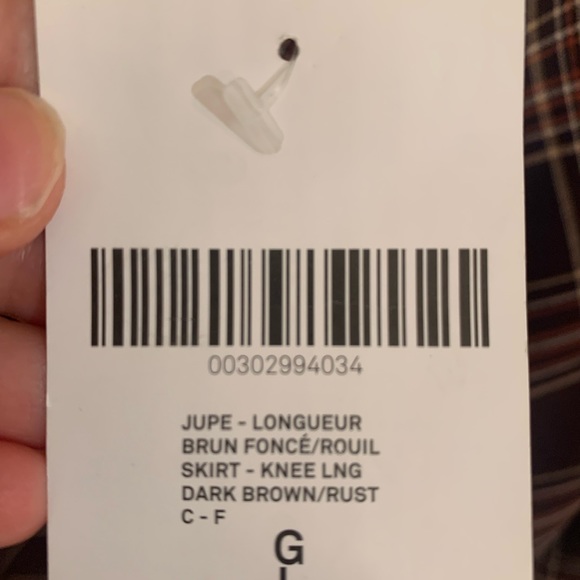 00302994034
JUPE - LONGUEUR
BRUN FONCÉ/ROUIL
SKIRT - KNEE LNG
DARK BROWN/RUST
C - F
G